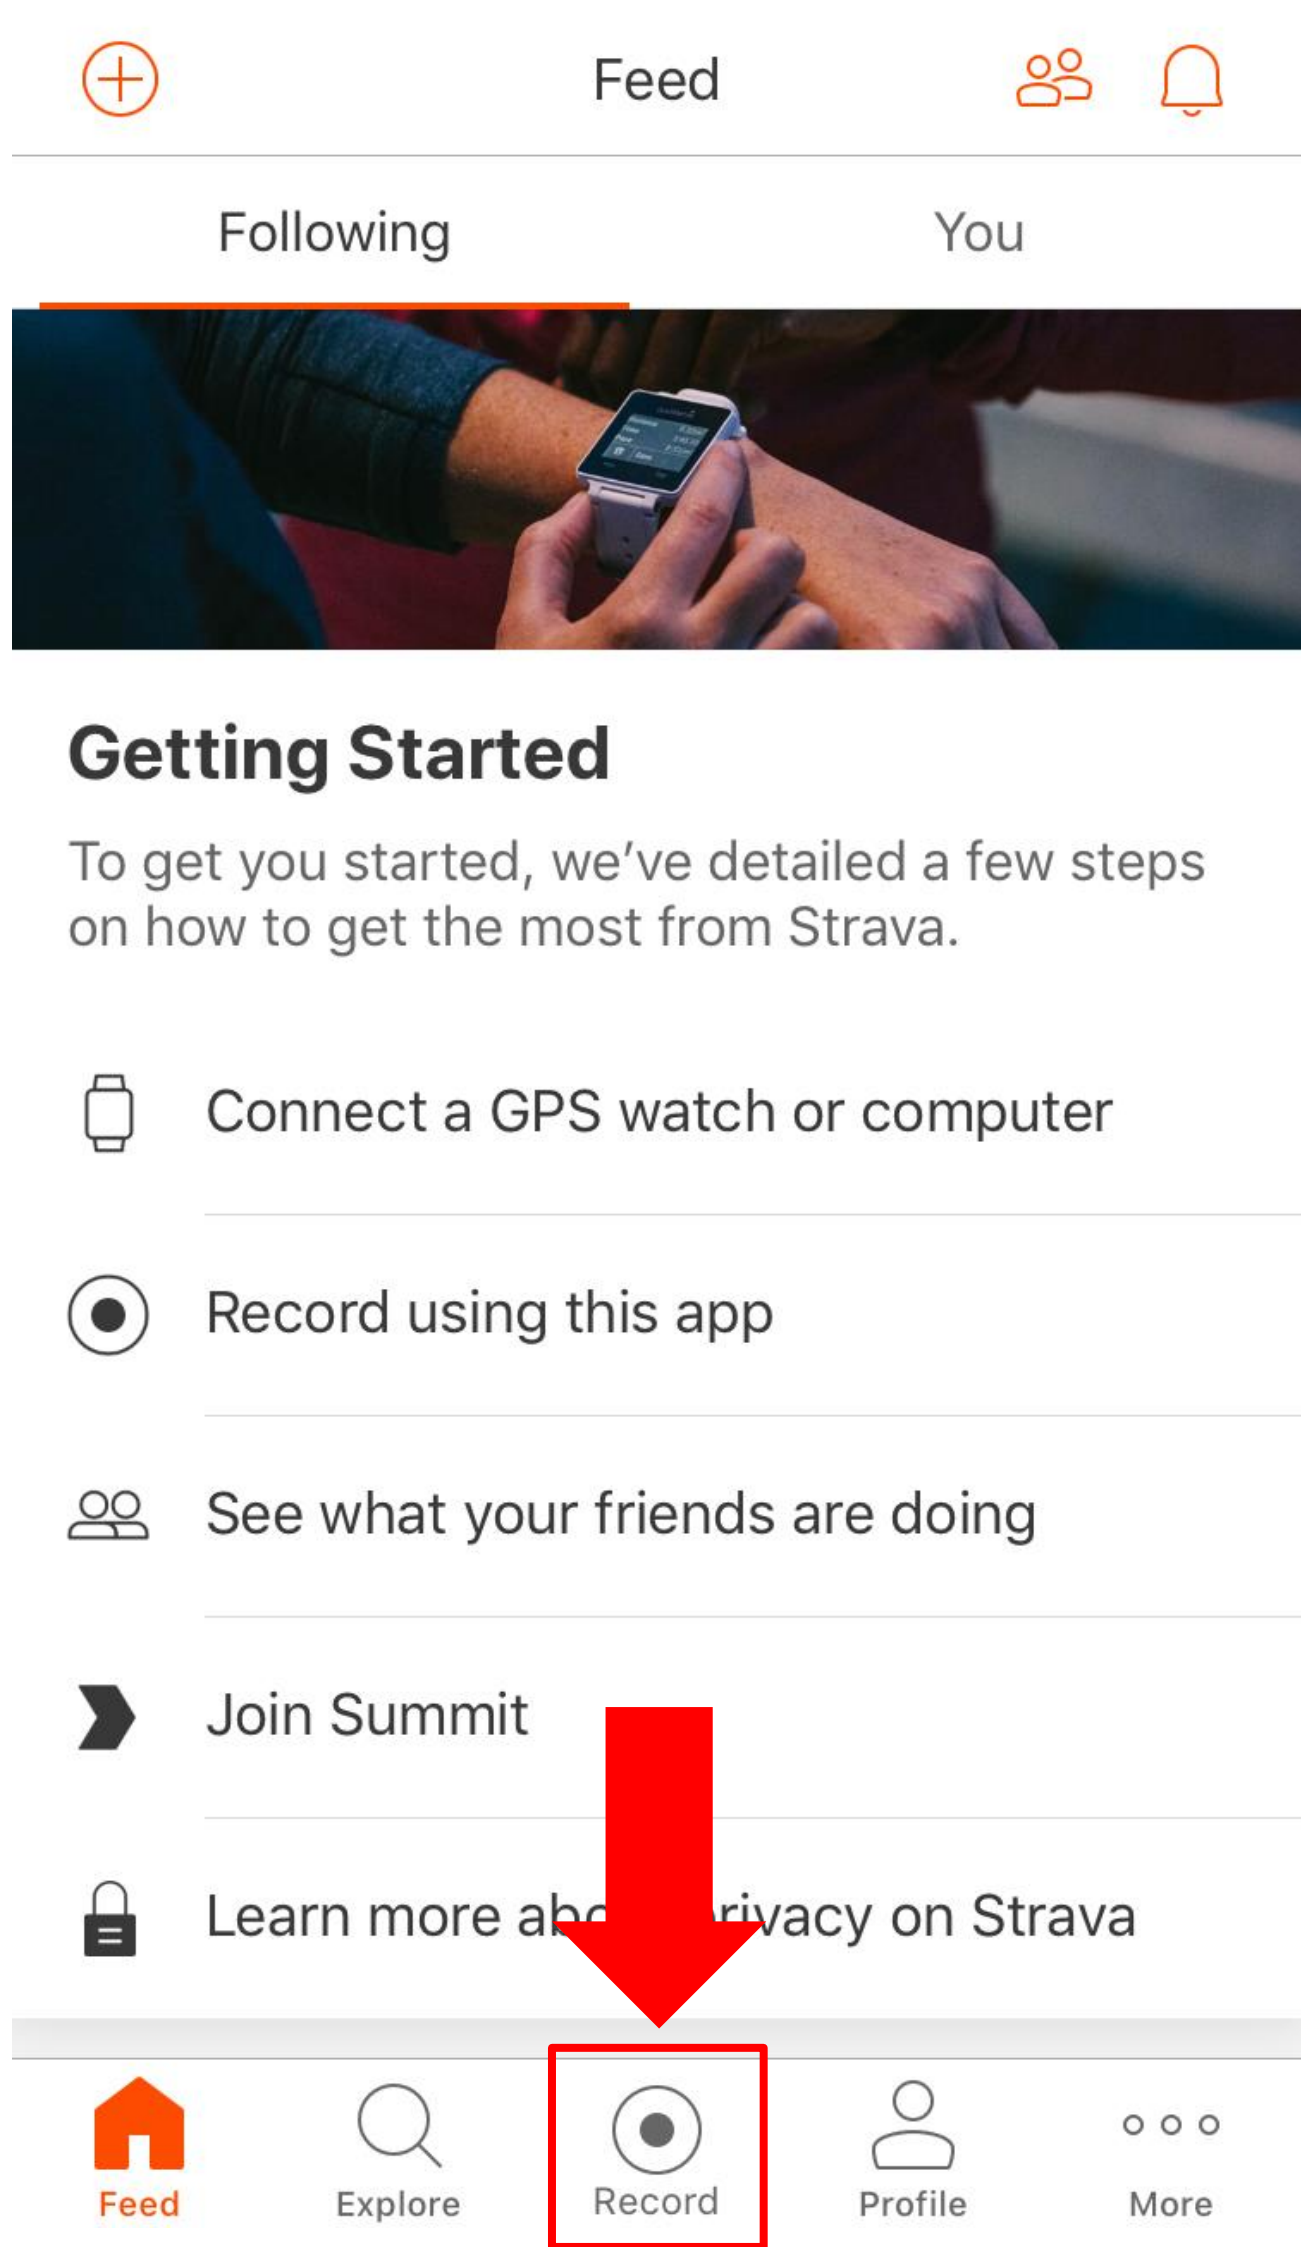 Feed
Following
You
Getting Started
To get you started, we've detailed a few steps
on how to get the most from Strava.
Connect a GPS watch or computer
Record using this app
See what your friends are doing
Join Summit
Learn more privacy on Strava
Feed
Explore
Record
Profile
More